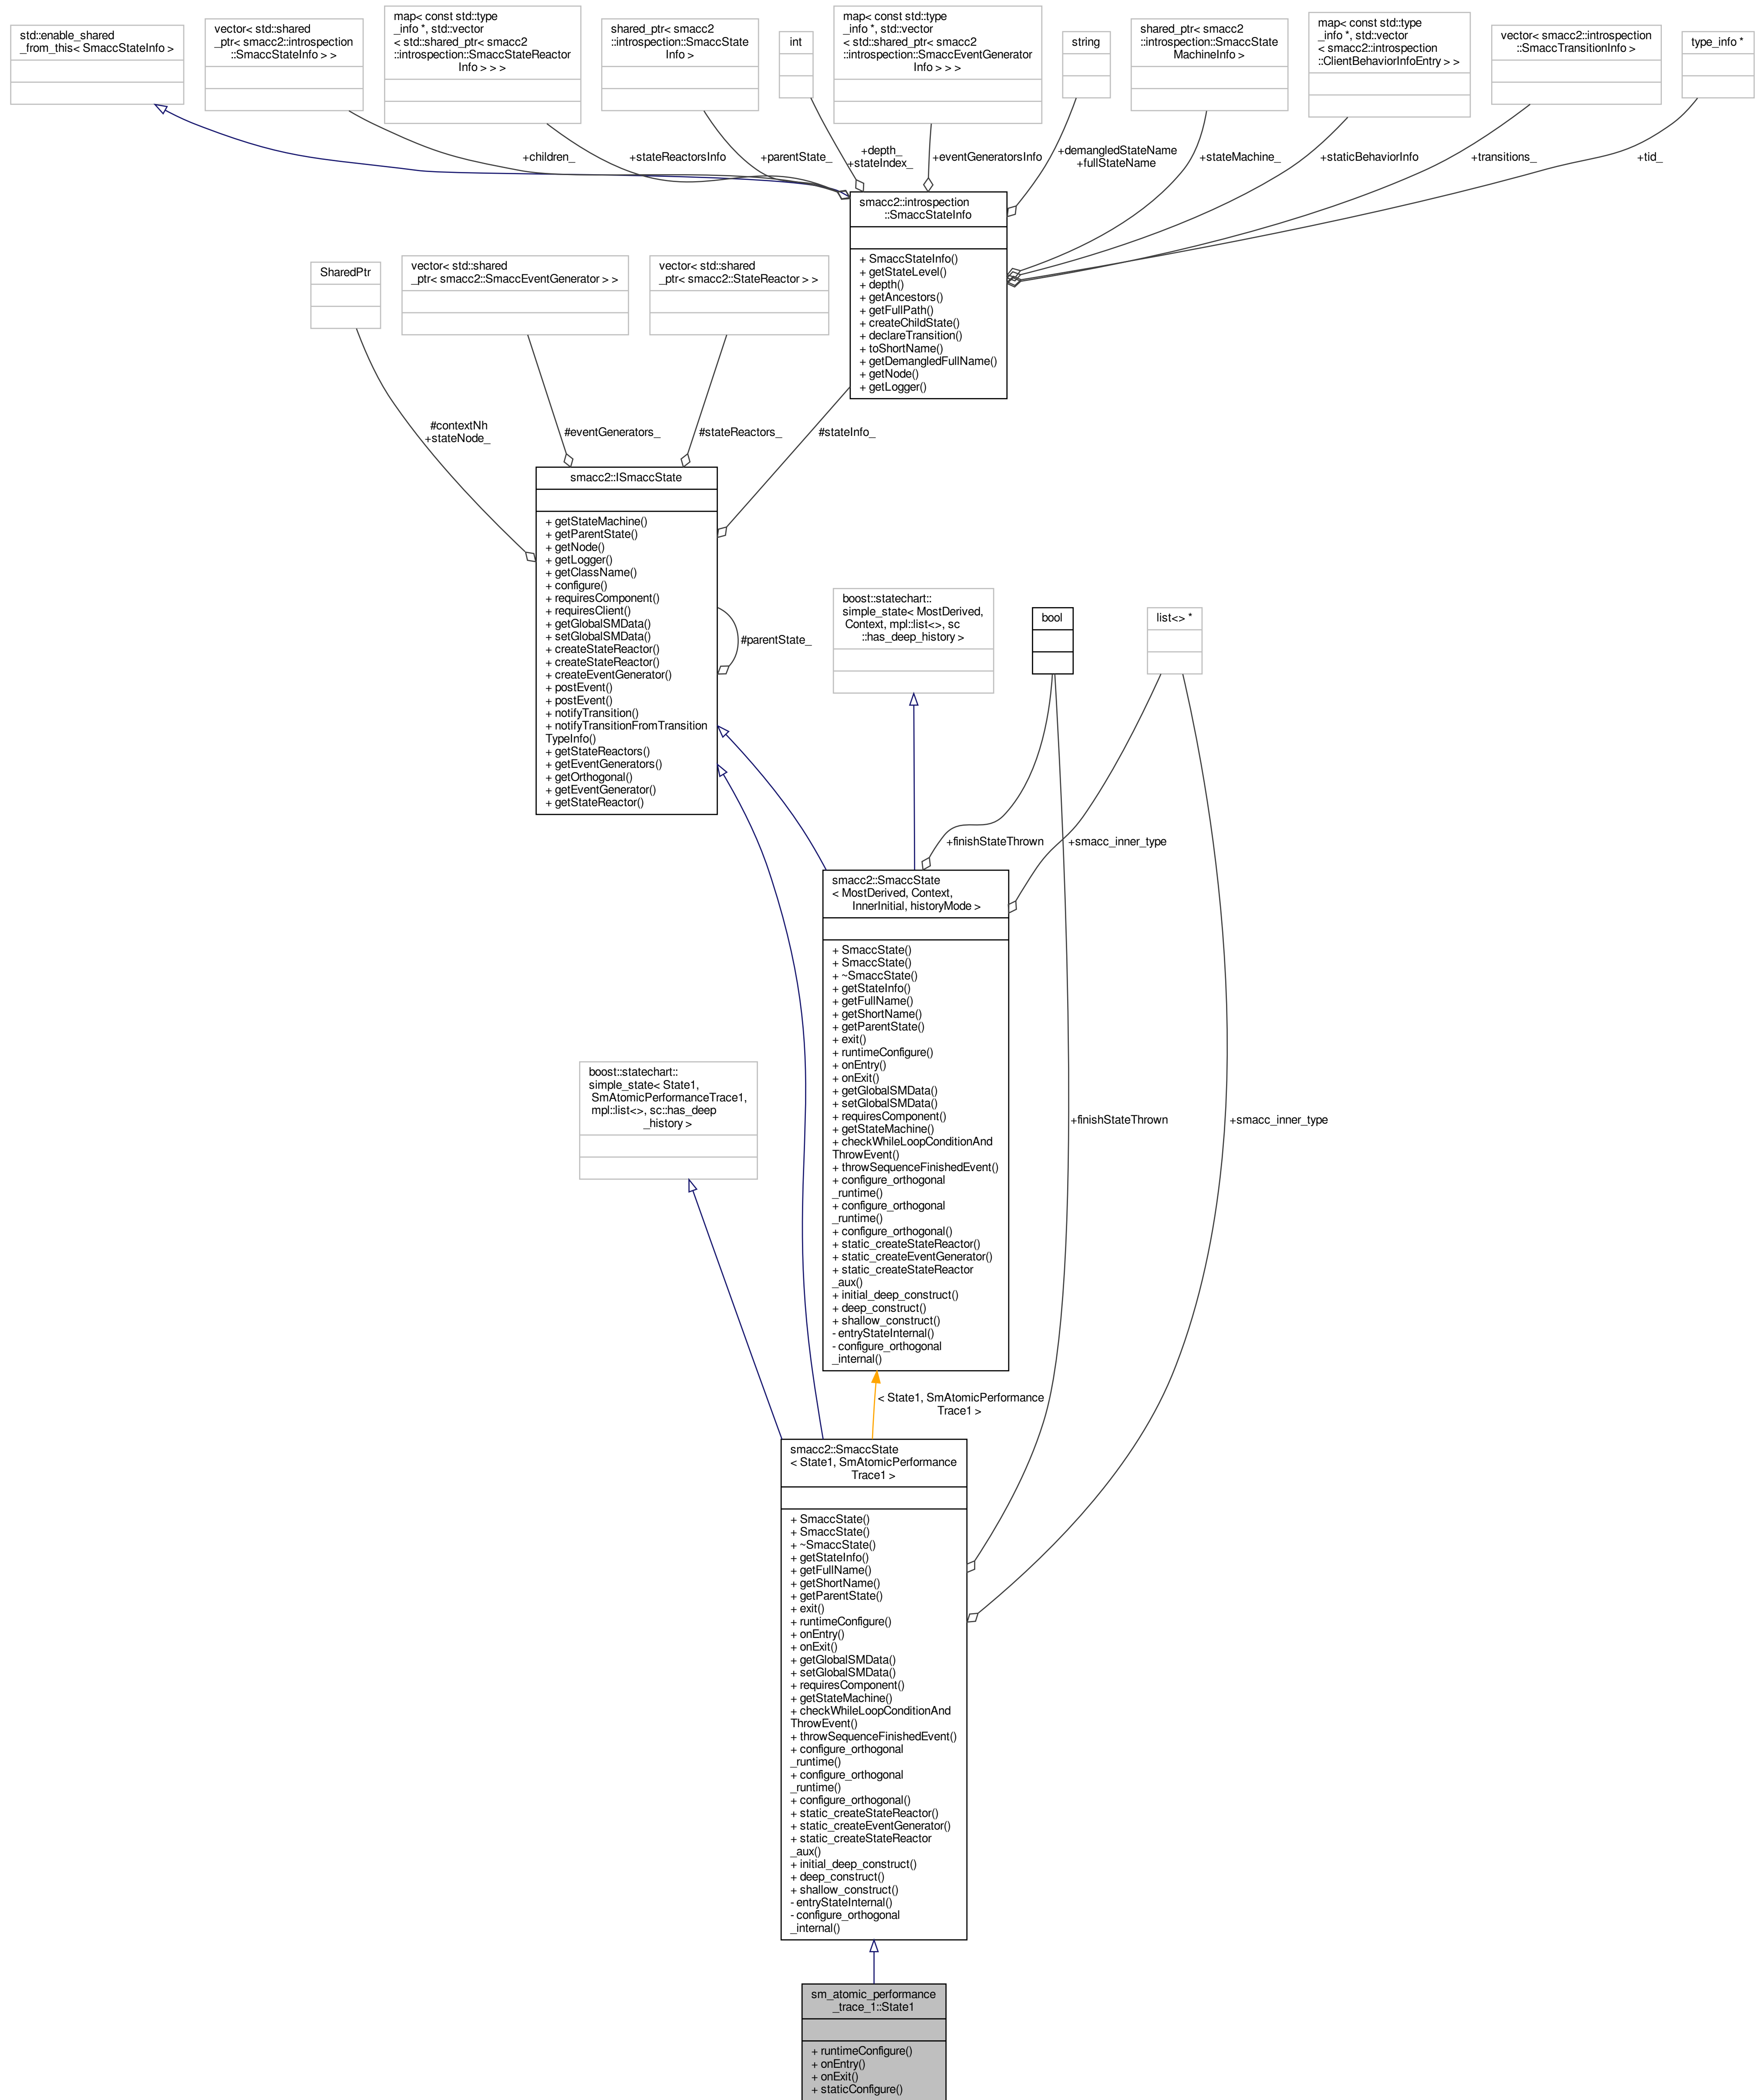 std::enable_shared
_from_this< SmaccStateInfo >
vector< std::shared
_ptr< smacc2::introspection
::SmaccStateInfo > >
map< const std::type
_info *, std::vector
< std::shared_ptr< smacc2
::introspection::SmaccStateReactor
Info > > >
shared_ptr< smacc2
::introspection::SmaccState
Info >
int
map< const std::type
_info *, std::vector
< std::shared_ptr< smacc2
::introspection::SmaccEventGenerator
Info > > >
string
shared_ptr< smacc2
::introspection::SmaccState
MachineInfo >
map< const std::type
_info *, std::vector
< smacc2::introspection
::ClientBehaviorInfoEntry > >
vector< smacc2::introspection
::SmaccTransitionInfo >
type_info *
+children_
+stateReactorsInfo
+parentState_
+depth_
+stateIndex_
+eventGeneratorsInfo
+demangledStateName
+fullStateName
+stateMachine_
+staticBehaviorInfo
+transitions_
+tid_
smacc2::introspection
::SmaccStateInfo
+ SmaccStateInfo()
+ getStateLevel()
+ depth()
+ getAncestors()
+ getFullPath()
+ createChildState()
+ declareTransition()
+ toShortName()
+ getDemangledFullName()
+ getNode()
+ getLogger()
SharedPtr
vector< std::shared
_ptr< smacc2::SmaccEventGenerator > >
vector< std::shared
_ptr< smacc2::StateReactor > >
#contextNh
+stateNode_
#eventGenerators_
#stateReactors_
#stateInfo_
smacc2::ISmaccState
+ getStateMachine()
+ getParentState()
+ getNode()
+ getLogger()
+ getClassName()
+ configure()
+ requiresComponent()
+ requiresClient()
+ getGlobalSMData()
+ setGlobalSMData()
+ createStateReactor()
+ createStateReactor()
+ createEventGenerator()
+ postEvent()
+ postEvent()
+ notifyTransition()
+ notifyTransitionFromTransition
TypeInfo()
+ getStateReactors()
+ getEventGenerators()
+ getOrthogonal()
+ getEventGenerator()
+ getStateReactor()
#parentState_
boost::statechart::
simple_state< MostDerived,
Context, mpl::list<>, sc
::has_deep_history >
bool
list<> *
+finishStateThrown
+smacc_inner_type
smacc2::SmaccState
< MostDerived, Context,
InnerInitial, historyMode >
+ SmaccState()
+ SmaccState()
+ ~SmaccState()
+ getStateInfo()
+ getFullName()
+ getShortName()
+ getParentState()
+ exit()
+ runtimeConfigure()
+ onEntry()
+ onExit()
+ getGlobalSMData()
+ setGlobalSMData()
+ requiresComponent()
+ getStateMachine()
+ checkWhileLoopConditionAnd
ThrowEvent()
+ throwSequenceFinishedEvent()
+ configure_orthogonal
_runtime()
+ configure_orthogonal
_runtime()
+ configure_orthogonal()
+ static_createStateReactor()
+ static_createEventGenerator()
+ static_createStateReactor
_aux()
+ initial_deep_construct()
+ deep_construct()
+ shallow_construct()
- entryStateInternal()
- configure_orthogonal
_internal()
boost::statechart::
simple_state< State1,
SmAtomicPerformanceTrace1,
mpl::list<>, sc::has_deep
_history >
+finishStateThrown
+smacc_inner_type
< State1, SmAtomicPerformance
Trace1 >
smacc2::SmaccState
< State1, SmAtomicPerformance
Trace1 >
+ SmaccState()
+ SmaccState()
+ ~SmaccState()
+ getStateInfo()
+ getFullName()
+ getShortName()
+ getParentState()
+ exit()
+ runtimeConfigure()
+ onEntry()
+ onExit()
+ getGlobalSMData()
+ setGlobalSMData()
+ requiresComponent()
+ getStateMachine()
+ checkWhileLoopConditionAnd
ThrowEvent()
+ throwSequenceFinishedEvent()
+ configure_orthogonal
_runtime()
+ configure_orthogonal
_runtime()
+ configure_orthogonal()
+ static_createStateReactor()
+ static_createEventGenerator()
+ static_createStateReactor
_aux()
+ initial_deep_construct()
+ deep_construct()
+ shallow_construct()
- entryStateInternal()
- configure_orthogonal
_internal()
sm_atomic_performance
_trace_1::State1
+ runtimeConfigure()
+ onEntry()
+ onExit()
+ staticConfigure()